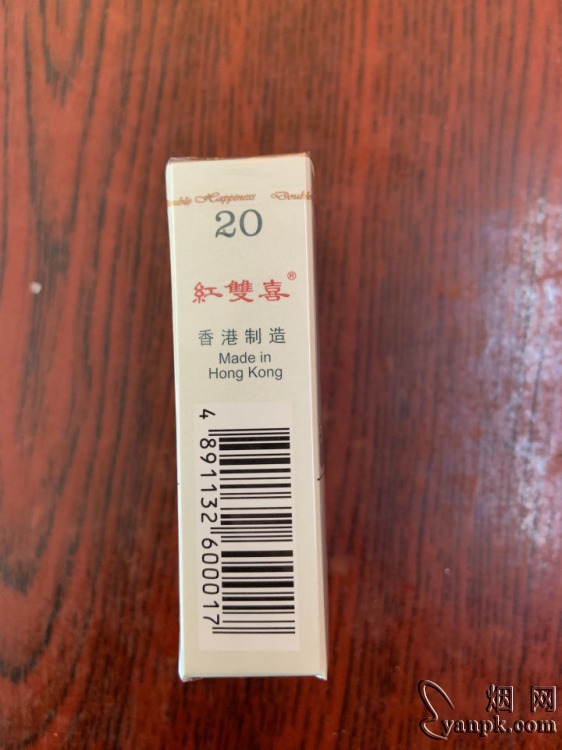 ouble Happiness Double
20
紅雙喜®
香港制造
Made in
Hong Kong
4 891132 600017
烟网
yanpk.com